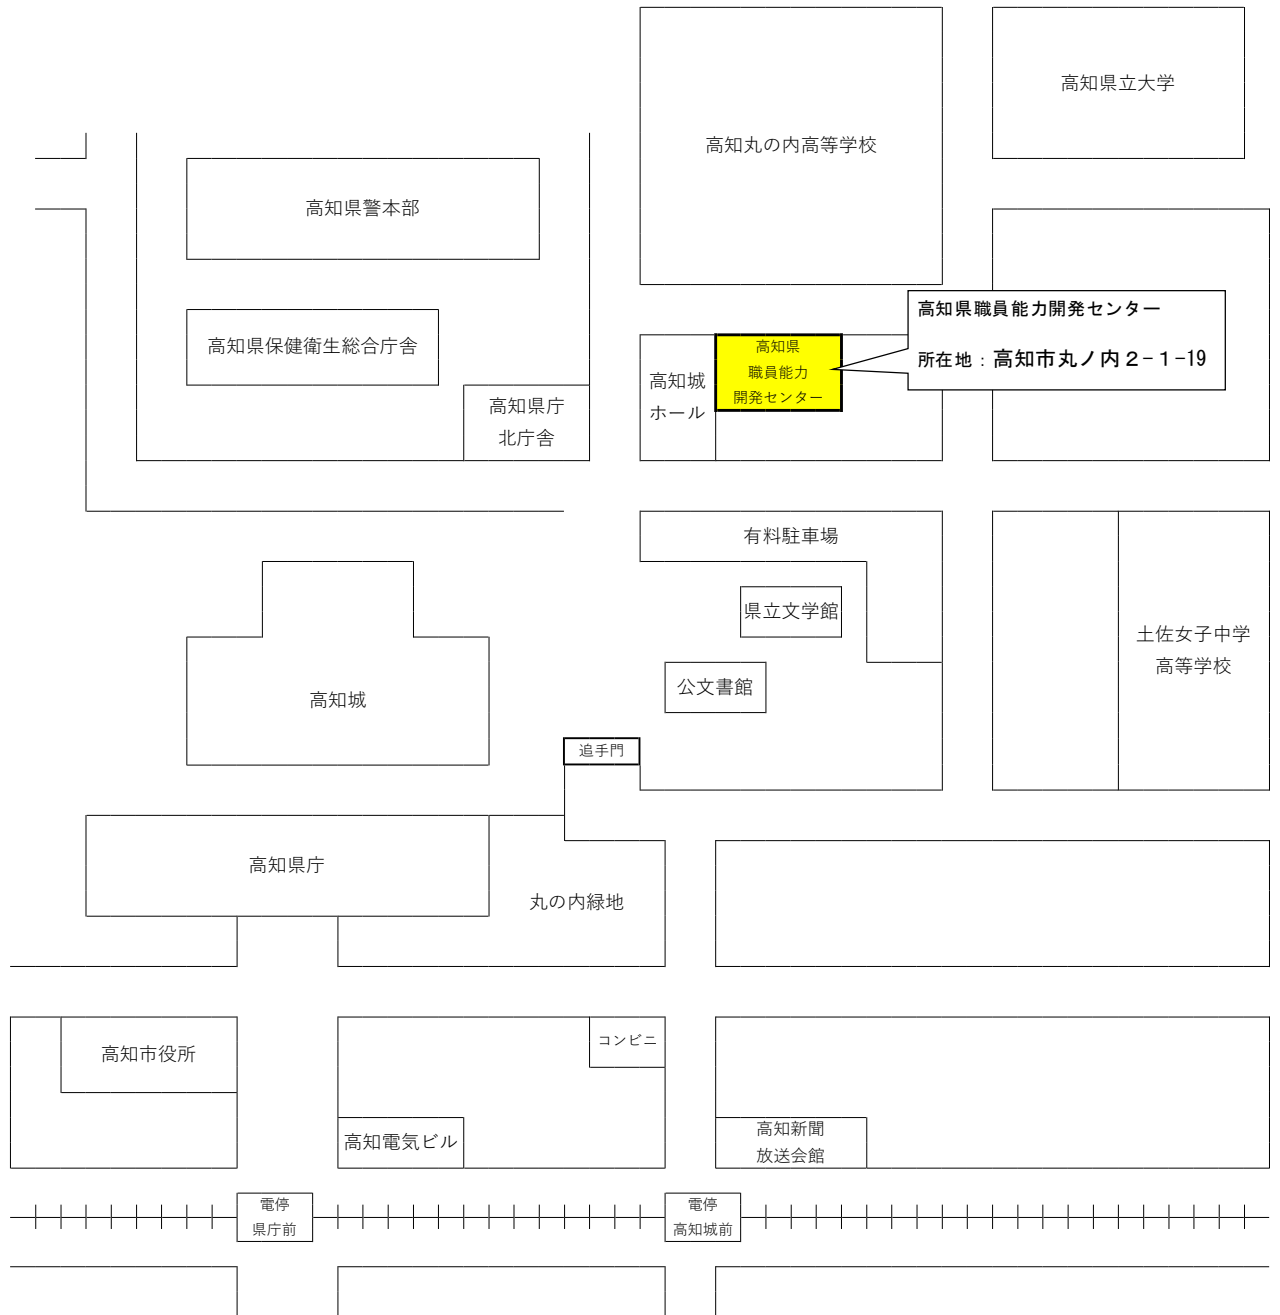 高知県立大学
高知丸の内高等学校
高知県警本部
高知県職員能力開発センター
所在地：高知市丸ノ内２-１-19
高知県保健衛生総合庁舎
高知県
職員能力
開発センター
高知城
ホール
高知県庁
北庁舎
有料駐車場
県立文学館
土佐女子中学
高等学校
公文書館
高知城
追手門
高知県庁
丸の内緑地
高知市役所
コンビニ
高知電気ビル
高知新聞
放送会館
電停
県庁前
電停
高知城前